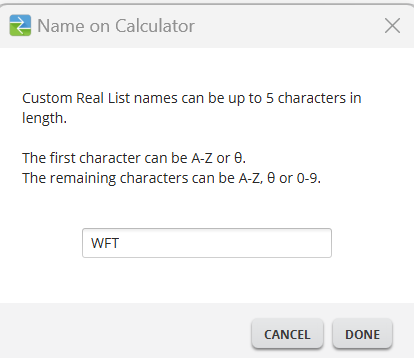 Name on Calculator
Custom Real List names can be up to 5 characters in
length.
The first character can be A-Z or θ.
The remaining characters can be A-Z, θ or 0-9.
WFT
CANCEL DONE